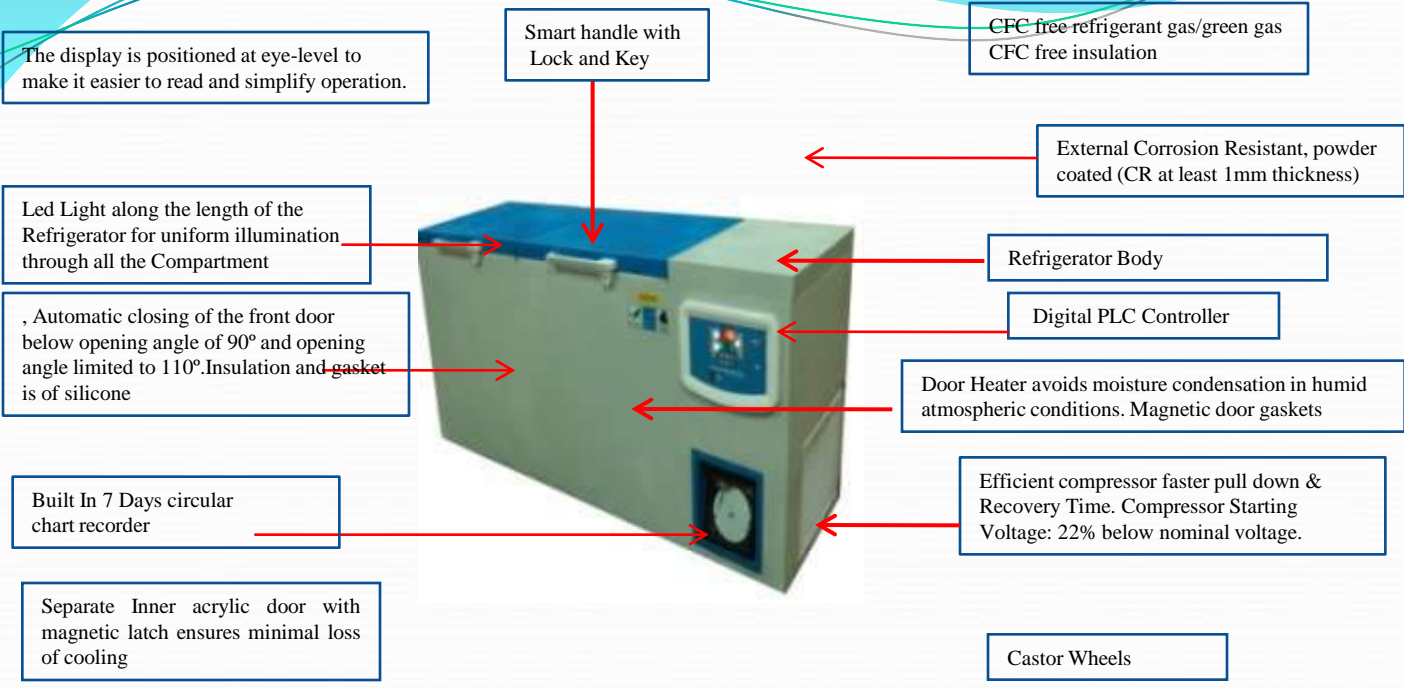 The display is positioned at eye-level to
make it easier to read and simplify operation.
Smart handle with
Lock and Key
CFC free refrigerant gas/green gas
CFC free insulation
External Corrosion Resistant, powder
coated (CR at least 1mm thickness)
Led Light along the length of the
Refrigerator for uniform illumination
through all the Compartment
Refrigerator Body
, Automatic closing of the front door
below opening angle of 90º and opening
angle limited to 110º.Insulation and gasket
is of silicone
Digital PLC Controller
Door Heater avoids moisture condensation in humid
atmospheric conditions. Magnetic door gaskets
Built In 7 Days circular
chart recorder
Efficient compressor faster pull down &
Recovery Time. Compressor Starting
Voltage: 22% below nominal voltage.
Separate Inner acrylic door with
magnetic latch ensures minimal loss
of cooling
Castor Wheels